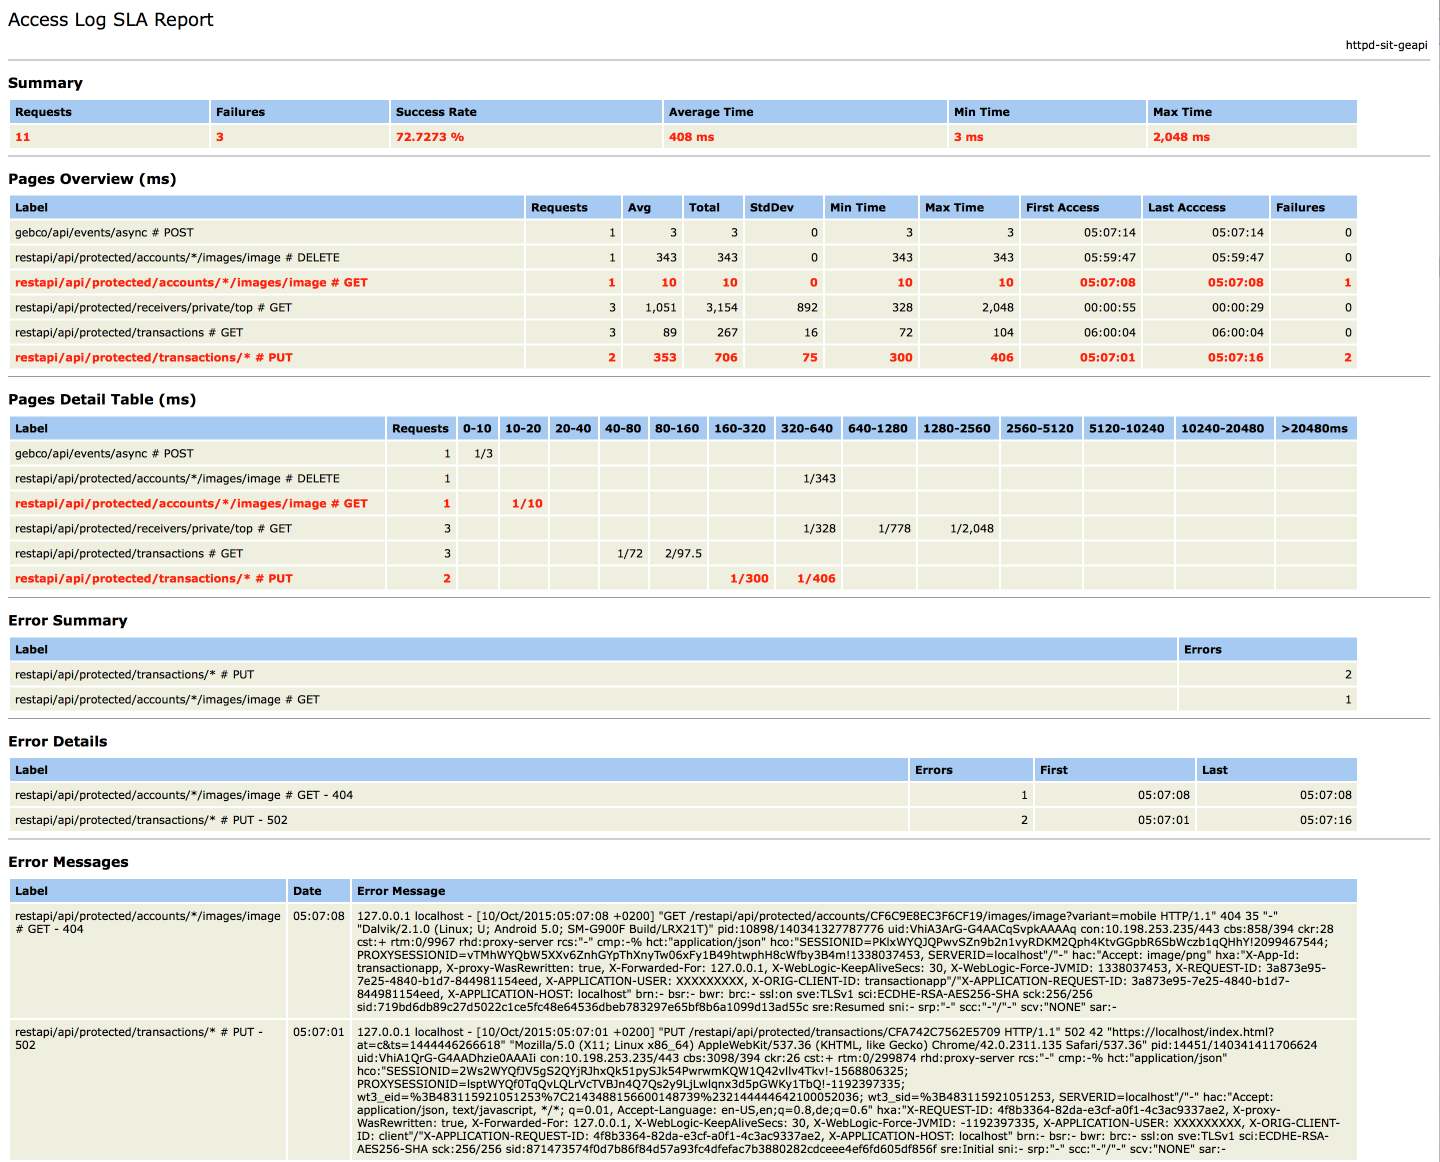 Access Log SLA Report
httpd-sit-geapi
Summary
Requests Failures Success Rate Average Time Min Time Max Time
11 3 72.7273 % 408 ms 3 ms 2,048 ms
Pages Overview (ms)
Label Requests Avg Total StdDev Min Time Max Time First Access Last Acccess Failures
gebco/api/events/async # POST 1 3 3 0 3 3 05:07:14 05:07:14 0
restapi/api/protected/accounts/*/images/image # DELETE 1 343 343 0 343 343 05:59:47 05:59:47 0
restapi/api/protected/accounts/*/images/image # GET 1 10 10 0 10 10 05:07:08 05:07:08 1
restapi/api/protected/receivers/private/top # GET 3 1,051 3,154 892 328 2,048 00:00:55 00:00:29 0
restapi/api/protected/transactions # GET 3 89 267 16 72 104 06:00:04 06:00:04 0
restapi/api/protected/transactions/* # PUT 2 353 706 75 300 406 05:07:01 05:07:16 2
Pages Detail Table (ms)
Label Requests 0-10 10-20 20-40 40-80 80-160 160-320 320-640 640-1280 1280-2560 2560-5120 5120-10240 10240-20480 >20480ms
gebco/api/events/async # POST 1 1/3
restapi/api/protected/accounts/*/images/image # DELETE 1 1/343
restapi/api/protected/accounts/*/images/image # GET 1 1/10
restapi/api/protected/receivers/private/top # GET 3 1/328 1/778 1/2,048
restapi/api/protected/transactions # GET 3 1/72 2/97.5
restapi/api/protected/transactions/* # PUT 2 1/300 1/406
Error Summary
Label Errors
restapi/api/protected/transactions/* # PUT 2
restapi/api/protected/accounts/*/images/image # GET 1
Error Details
Label Errors First Last
restapi/api/protected/accounts/*/images/image # GET - 404 1 05:07:08 05:07:08
restapi/api/protected/transactions/* # PUT - 502 2 05:07:01 05:07:16
Error Messages
Label Date Error Message
restapi/api/protected/accounts/*/images/image 05:07:08 127.0.0.1 localhost - [10/Oct/2015:05:07:08 +0200] "GET /restapi/api/protected/accounts/CF6C9E8EC3F6CF19/images/image?variant=mobile HTTP/1.1" 404 35 "-"
# GET - 404 "Dalvik/2.1.0 (Linux; U; Android 5.0; SM-G900F Build/LRX21T)" pid:10898/140341327787776 uid:VhiA3ArG-G4AACQSvpkAAAAq con:10.198.253.235/443 cbs:858/394 ckr:28
cst:+ rtm:0/9967 rhd:proxy-server rcs:"-" cmp:-% hct:"application/json" hco:"SESSIONID=PKlxWYQJQPwvSZn9b2n1vyRDKM2Qph4KtvGGpbR6SbWczb1qQHhY!2099467544;
PROXYSESSIONID=vTMhWYQbW5XXv6ZnhGYpThXnyTw06xFy1B49htwphH8cWfby3B4m!1338037453, SERVERID=localhost"/"-" hac:"Accept: image/png" hxa:"X-App-Id:
transactionapp, X-proxy-WasRewritten: true, X-Forwarded-For: 127.0.0.1, X-WebLogic-KeepAliveSecs: 30, X-WebLogic-Force-JVMID: 1338037453, X-REQUEST-ID: 3a873e95-
7e25-4840-b1d7-844981154eed, X-APPLICATION-USER: XXXXXXXXX, X-ORIG-CLIENT-ID: transactionapp"/"X-APPLICATION-REQUEST-ID: 3a873e95-7e25-4840-b1d7-
844981154eed, X-APPLICATION-HOST: localhost" brn:- bsr:- bwr: brc:- ssl:on sve:TLSv1 sci:ECDHE-RSA-AES256-SHA sck:256/256
sid:719bd6db89c27d5022c1ce5fc48e64536dbeb783297e65bf8b6a1099d13ad55c sre:Resumed sni:- srp:"-" scc:"-"/"-" scv:"NONE" sar:-
restapi/api/protected/transactions/* # PUT - 05:07:01 127.0.0.1 localhost - [10/Oct/2015:05:07:01 +0200] "PUT /restapi/api/protected/transactions/CFA742C7562E5709 HTTP/1.1" 502 42 "https://localhost/index.html?
502 at=c&ts=1444446266618" "Mozilla/5.0 (X11; Linux x86_64) AppleWebKit/537.36 (KHTML, like Gecko) Chrome/42.0.2311.135 Safari/537.36" pid:14451/140341411706624
uid:VhiA1QrG-G4AADhzie0AAAIi con:10.198.253.235/443 cbs:3098/394 ckr:26 cst:+ rtm:0/299874 rhd:proxy-server rcs:"-" cmp:-% hct:"application/json"
hco:"SESSIONID=2Ws2WYQfJV5gS2QYjRJhxQk51pySJk54PwrwmKQW1Q42vllv4Tkv!-1568806325;
PROXYSESSIONID=lsptWYQf0TqQvLQLrVcTVBJn4Q7Qs2y9LjLwlqnx3d5pGWKy1TbQ!-1192397335;
wt3_eid=%3B483115921051253%7C2143488156600148739%232144444642100052036; wt3_sid=%3B483115921051253, SERVERID=localhost"/"-" hac:"Accept:
application/json, text/javascript, */*; q=0.01, Accept-Language: en-US,en;q=0.8,de;q=0.6" hxa:"X-REQUEST-ID: 4f8b3364-82da-e3cf-a0f1-4c3ac9337ae2, X-proxy-
WasRewritten: true, X-Forwarded-For: 127.0.0.1, X-WebLogic-KeepAliveSecs: 30, X-WebLogic-Force-JVMID: -1192397335, X-APPLICATION-USER: XXXXXXXXX, X-ORIG-CLIENT-
ID: client"/"X-APPLICATION-REQUEST-ID: 4f8b3364-82da-e3cf-a0f1-4c3ac9337ae2, X-APPLICATION-HOST: localhost" brn:- bsr:- bwr: brc:- ssl:on sve:TLSv1 sci:ECDHE-RSA-
AES256-SHA sck:256/256 sid:871473574f0d7b86f84d57a93fc4dfefac7b3880282cdceee4ef6fd605df856f sre:Initial sni:- srp:"-" scc:"-"/"-" scv:"NONE" sar:-